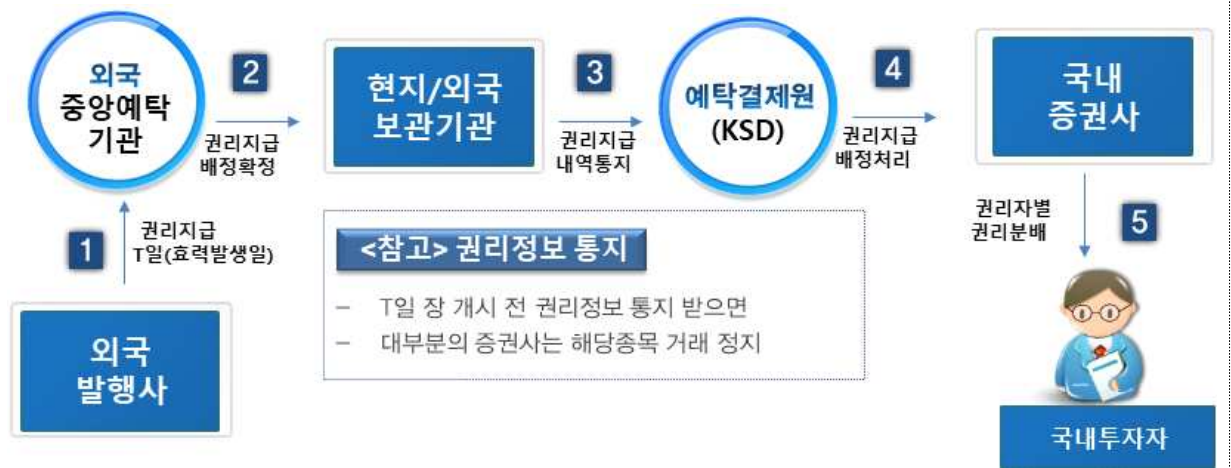 외국
중앙예탁
기관
2
권리지급
배정확정
현지/외국
보관기관
3
권리지급
내역통지
예탁결제원
(KSD)
4
권리지급
배정처리
국내
증권사
1
권리지급
T일(효력발생일)
외국
발행사
<참고> 권리정보 통지
- T일 장 개시 전 권리정보 통지 받으면
- 대부분의 증권사는 해당종목 거래 정지
권리자별
권리분배
5
국내투자자